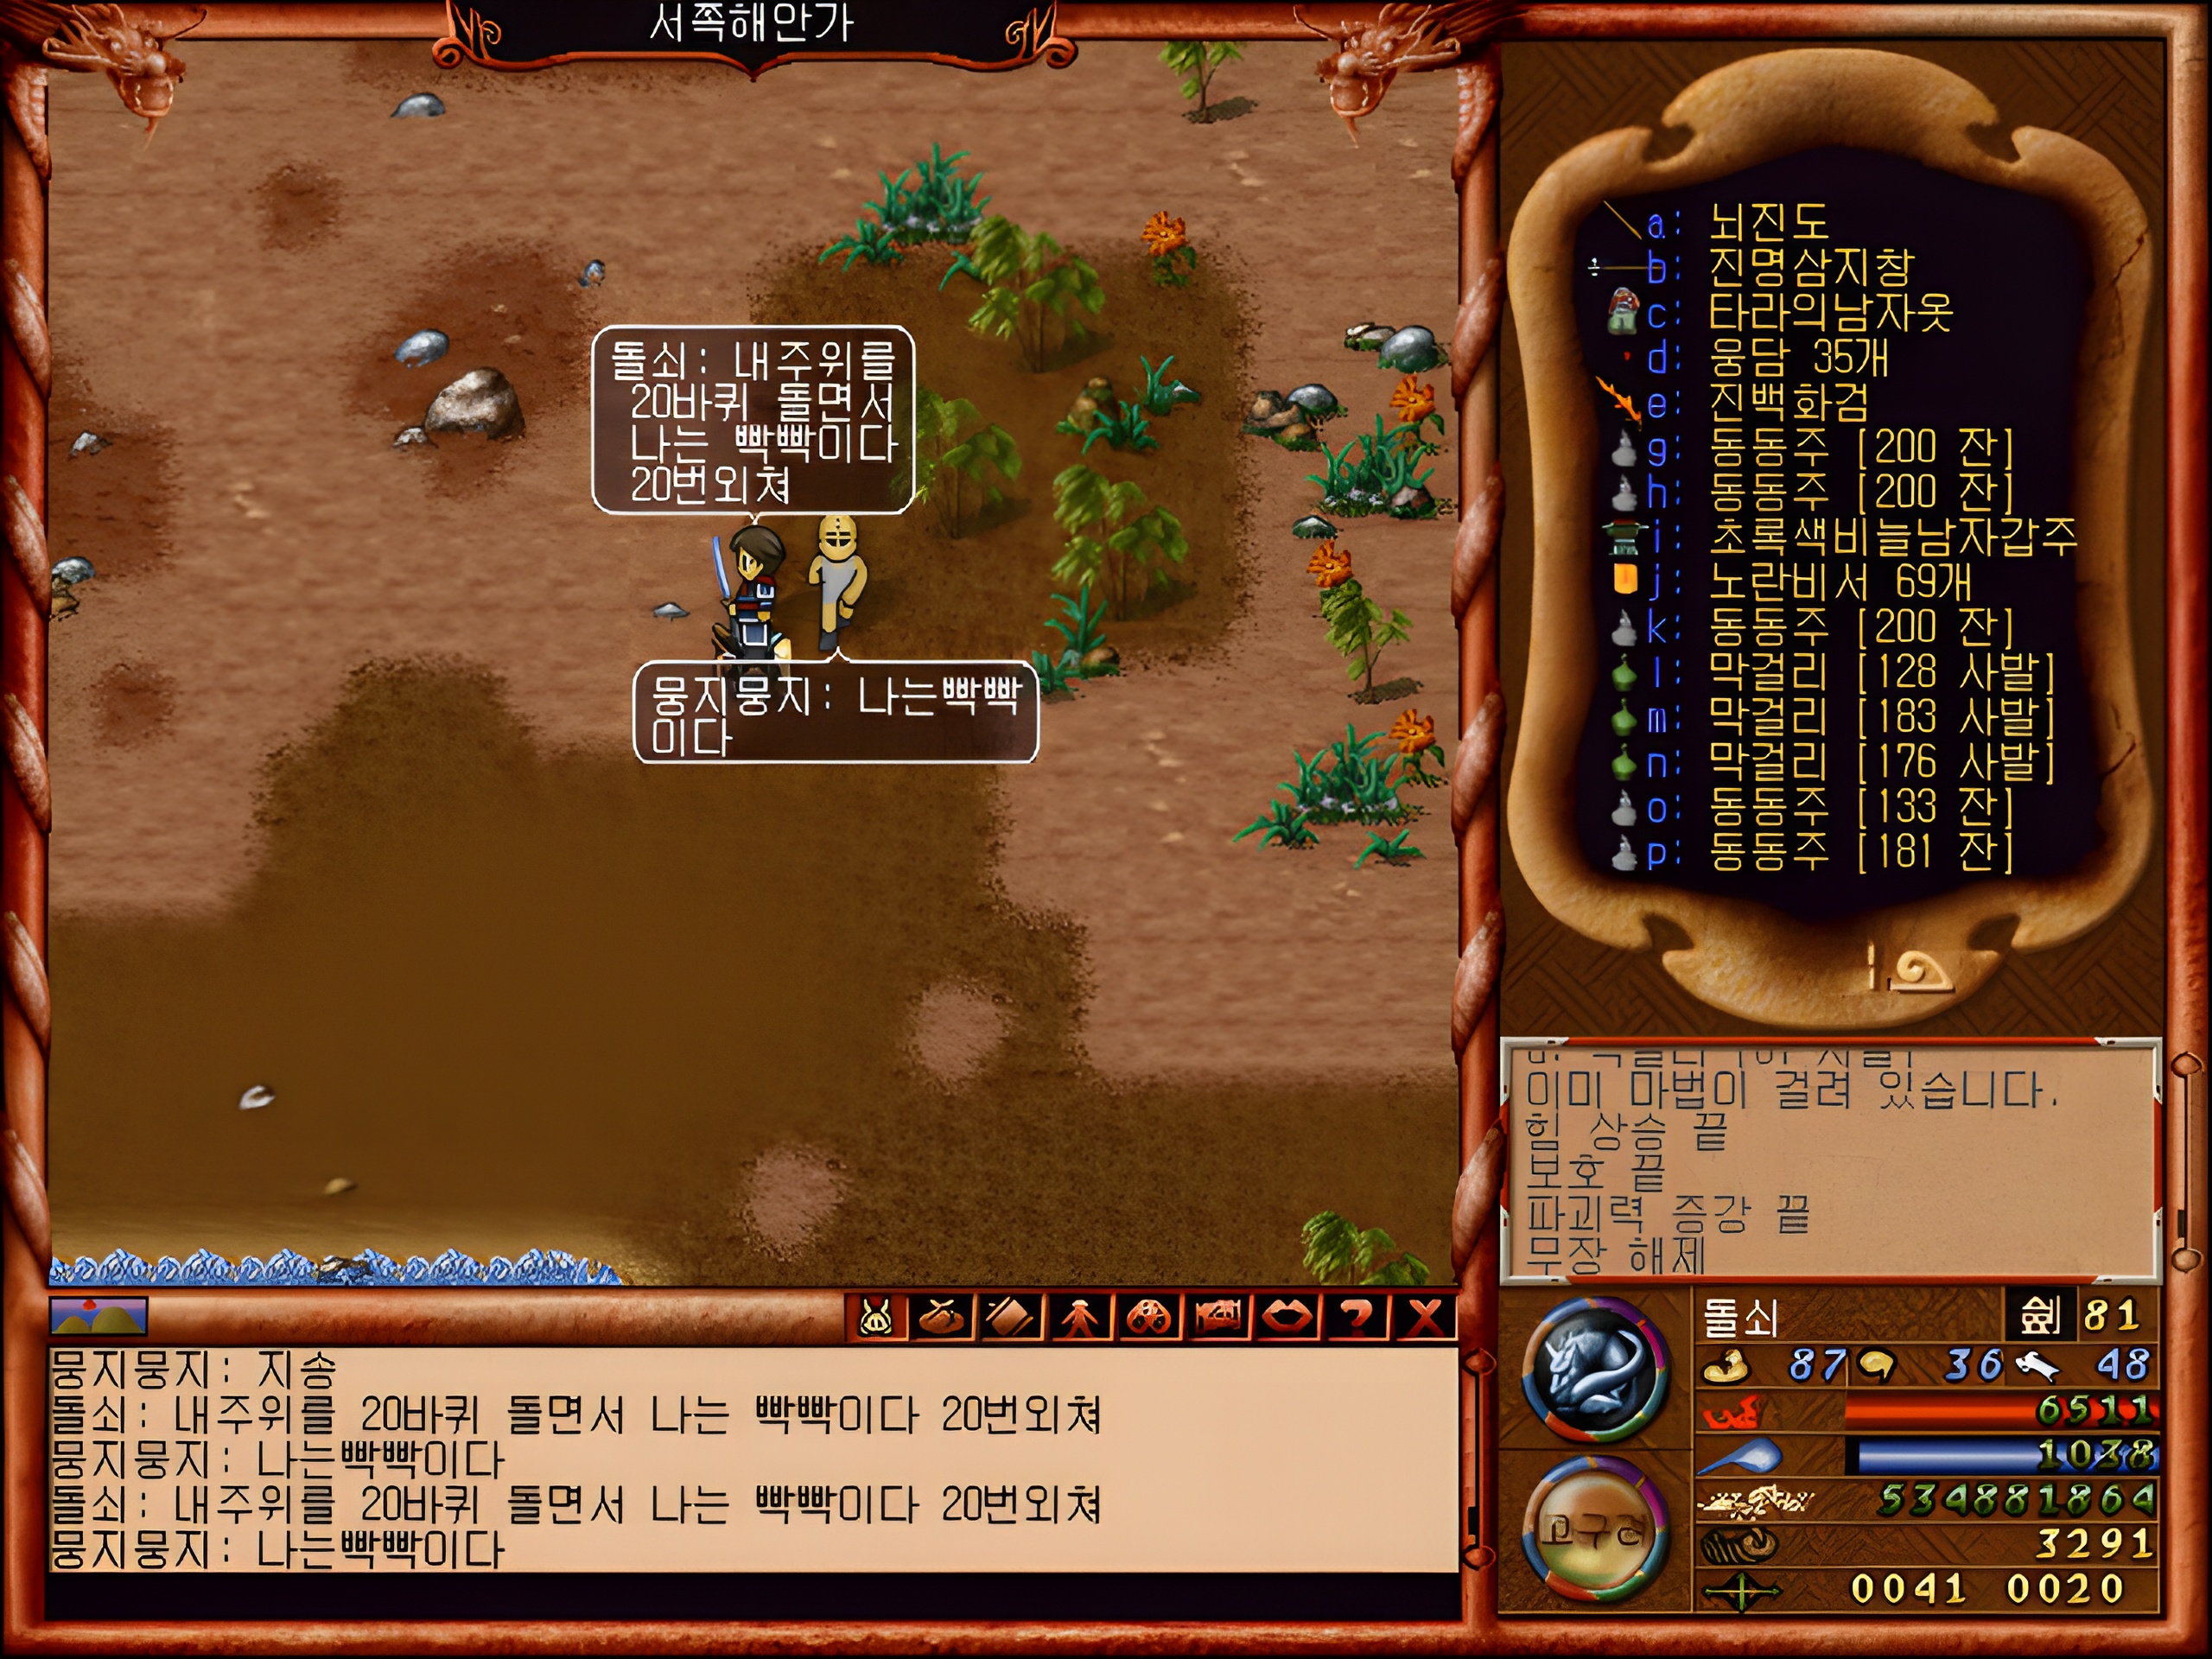 서쪽해안가
돌쇠: 내주위를
20바퀴 돌면서
나는 빡빡이다
20번외쳐
뭉지뭉지: 나는빡빡
이다
a: 뇌진도
b: 진명삼지창
c: 타라의남자옷
d: 웅담 35개
e: 진백화검
g: 동동주 [200 잔]
h: 동동주 [200 잔]
i: 초록색비늘남자갑주
j: 노란비서 69개
k: 동동주 [200 잔]
l: 막걸리 [128 사발]
m: 막걸리 [183 사발]
n: 막걸리 [176 사발]
o: 동동주 [133 잔]
p: 동동주 [181 잔]
이미 마법이 걸려 있습니다.
힘 상승 끝
보호 끝
파괴력 증강 끝
무장 해제
뭉지뭉지: 지송
돌쇠: 내주위를 20바퀴 돌면서 나는 빡빡이다 20번외쳐
뭉지뭉지: 나는빡빡이다
돌쇠: 내주위를 20바퀴 돌면서 나는 빡빡이다 20번외쳐
뭉지뭉지: 나는빡빡이다
돌쇠 81
87 36 48
6511
1038
고구려
534881864
3291
0041 0020